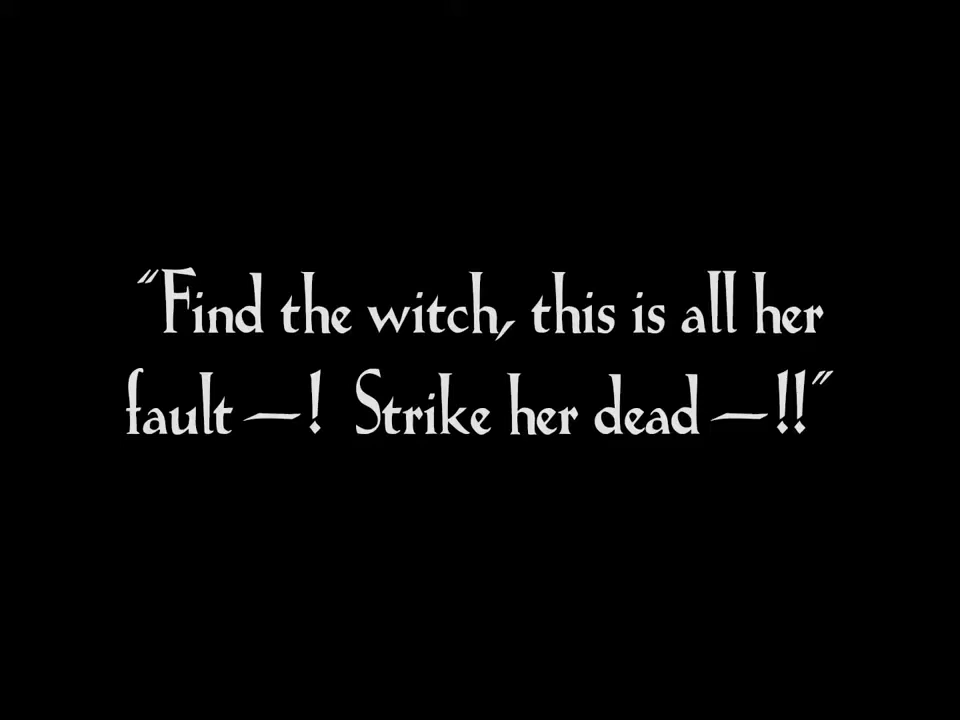 "Find the witch, this is all her
fault—! Strike her dead—!!"